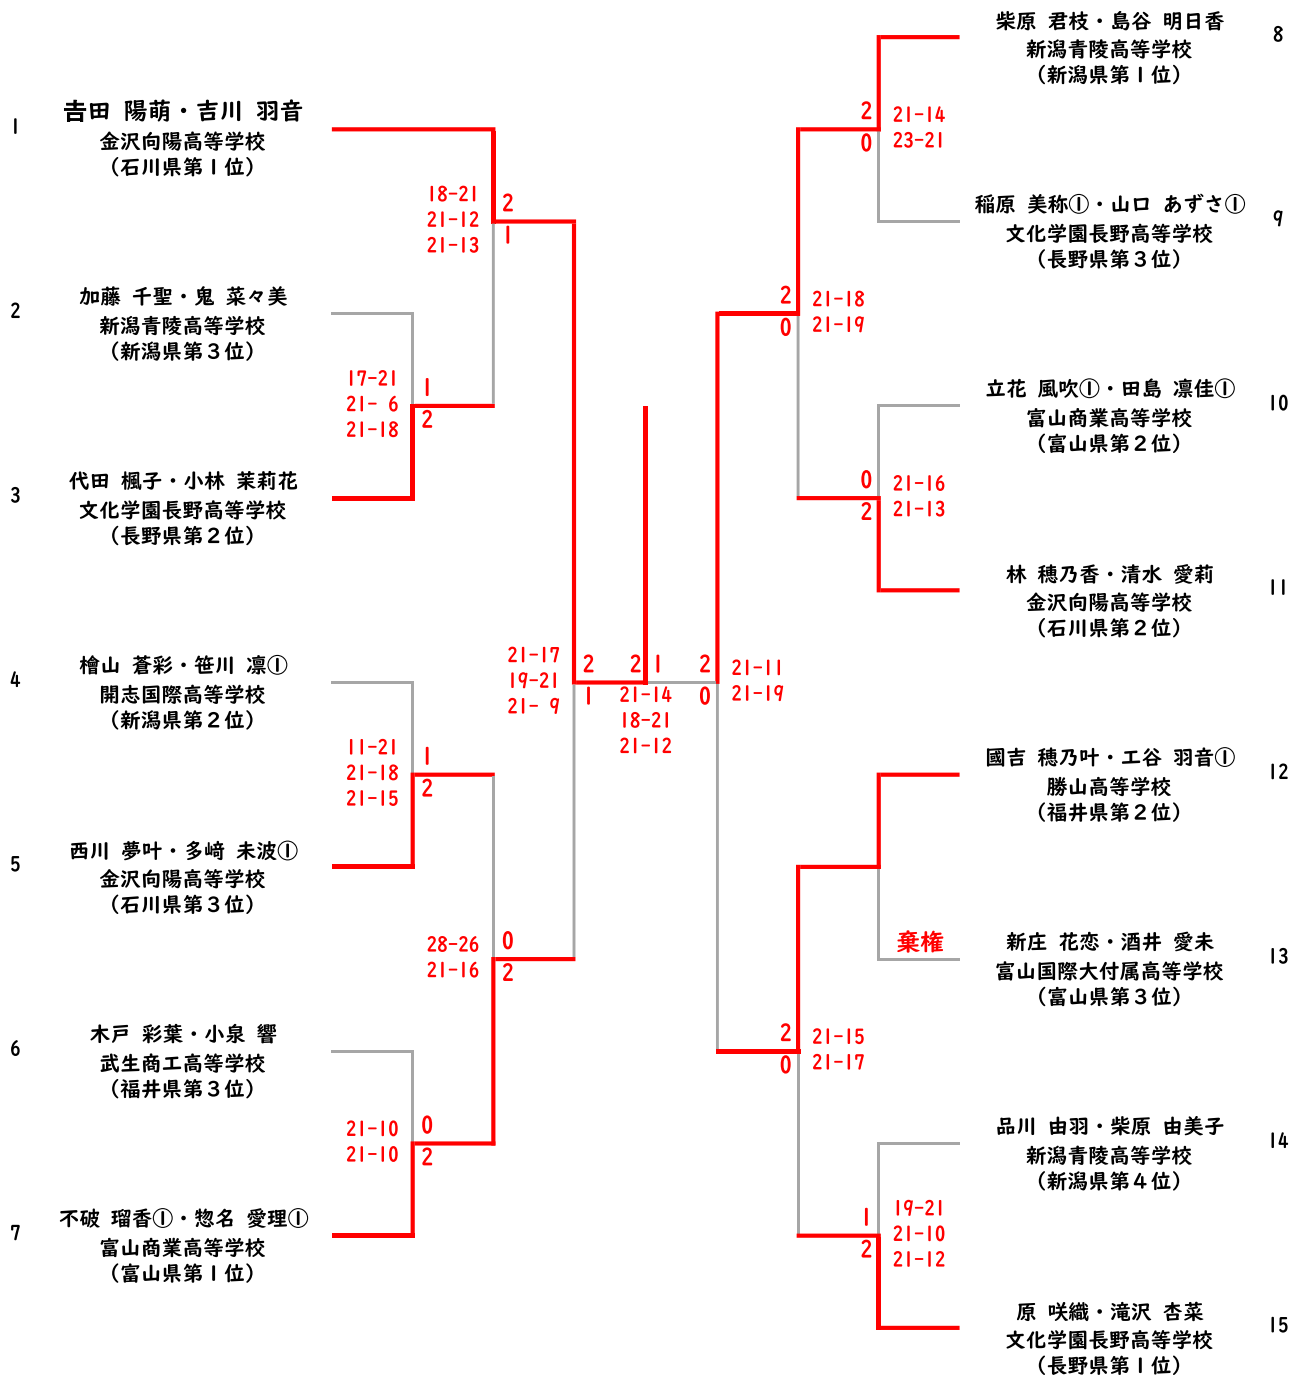 1
𠮷田 陽萌・吉川 羽音
金沢向陽高等学校
（石川県第１位）
2
加藤 千聖・鬼 菜々美
新潟青陵高等学校
（新潟県第３位）
3
代田 楓子・小林 茉莉花
文化学園長野高等学校
（長野県第２位）
4
檜山 蒼彩・笹川 凛①
開志国際高等学校
（新潟県第２位）
5
西川 夢叶・多﨑 未波①
金沢向陽高等学校
（石川県第３位）
6
木戸 彩葉・小泉 響
武生商工高等学校
（福井県第３位）
7
不破 瑠香①・惣名 愛理①
富山商業高等学校
（富山県第１位）
18-21
21-12
21-13
2
1
17-21
21- 6
21-18
1
2
11-21
21-18
21-15
1
2
28-26
21-16
0
2
21-10
21-10
0
2
21-17
19-21
21- 9
2
1
2
1
21-14
18-21
21-12
2
0
21-11
21-19
2
0
21-14
23-21
2
0
21-18
21-19
0
2
21-16
21-13
棄権
2
0
21-15
21-17
1
2
19-21
21-10
21-12
柴原 君枝・島谷 明日香
新潟青陵高等学校
（新潟県第１位）
8
稲原 美称①・山口 あずさ①
文化学園長野高等学校
（長野県第３位）
9
立花 風吹①・田島 凛佳①
富山商業高等学校
（富山県第２位）
10
林 穂乃香・清水 愛莉
金沢向陽高等学校
（石川県第２位）
11
國吉 穂乃叶・工谷 羽音①
勝山高等学校
（福井県第２位）
12
新庄 花恋・酒井 愛未
富山国際大付属高等学校
（富山県第３位）
13
品川 由羽・柴原 由美子
新潟青陵高等学校
（新潟県第４位）
14
原 咲織・滝沢 杏菜
文化学園長野高等学校
（長野県第１位）
15